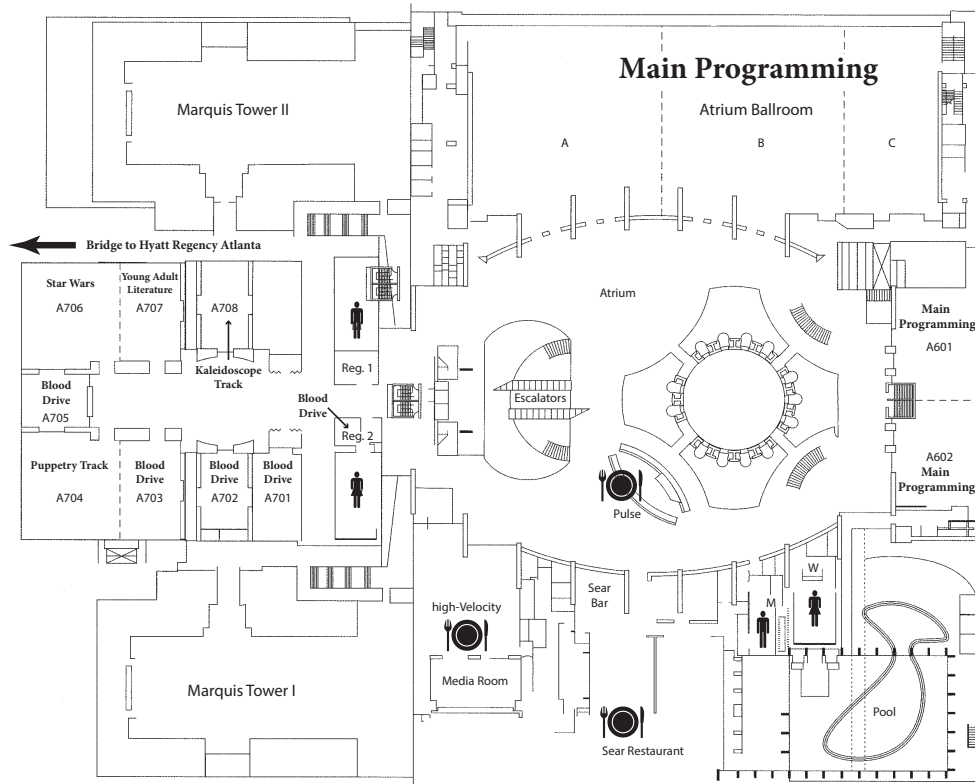 Main Programming
Marquis Tower II
Atrium Ballroom
A
B
C
Bridge to Hyatt Regency Atlanta
Star Wars
A706
Young Adult
Literature
A707
A708
Kaleidoscope
Track
Atrium
Main
Programming
A601
Reg. 1
Blood
Drive
A705
Blood
Drive
Reg. 2
Escalators
Puppetry Track
A704
Blood
Drive
A703
Blood
Drive
A702
Blood
Drive
A701
A602
Main
Programming
Pulse
Sear
Bar
W
M
high-Velocity
Media Room
Marquis Tower I
Pool
Sear Restaurant